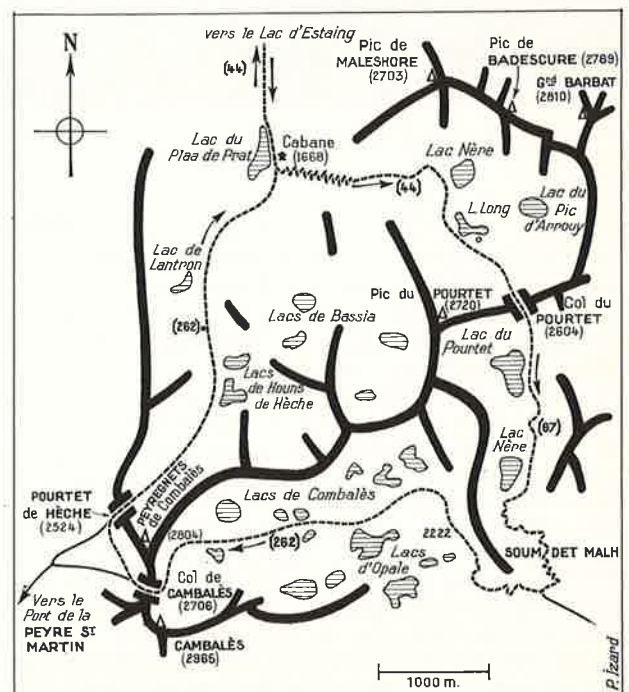 vers le Lac d'Estaing
N
(44)
Pic de
MALESHORE
(2703)
Pic de
BADESCURE (2769)
Gᵈ BARBAT
(2810)
Lac du
Plaa de Prat
Cabane
(1668)
(44)
Lac Nère
L. Long
Lac du
Pic
d'Arrouy
Lac de
Lantron
Pic du
POURTET
(2720)
Col du
POURTET
(2604)
Lacs de Bassia
(262)
Lac du
Pourtet
Lacs
de Houns
de Hèche
(67)
Lac
Nère
POURTET
de HÈCHE
(2524)
PEYREGNETS
de Combalès
(2804)
Lacs de Combalès
2222
(262)
Lacs
d'Opale
SOUM DET MALH
Col de
CAMBALÈS
(2706)
Vers le
Port de la
PEYRE Sᵗ
MARTIN
CAMBALÈS
(2965)
1000 m.
P. Izard